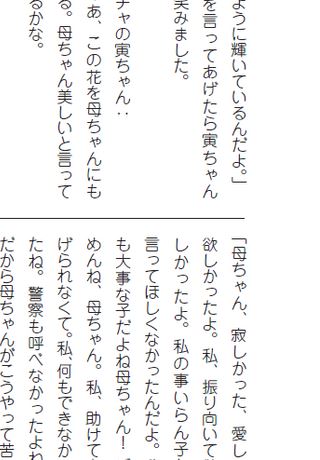 ように輝いているんだよ。」
を言ってあげたら寅ちゃん
笑みました。
チャの寅ちゃん：
あ、この花を母ちゃんにも
る。母ちゃん美しいと言って
るかな。
「母ちゃん、寂しかった、愛し
欲しかったよ。私、振り向いて
しかったよ。私の事いらん子
言ってほしくなかったんだよ。
も大事な子だよね母ちゃん！
めんね、母ちゃん。私、助けて
げられなくて。私、何もできなか
たね。警察も呼べなかったよね
だから母ちゃんがこうやって苦